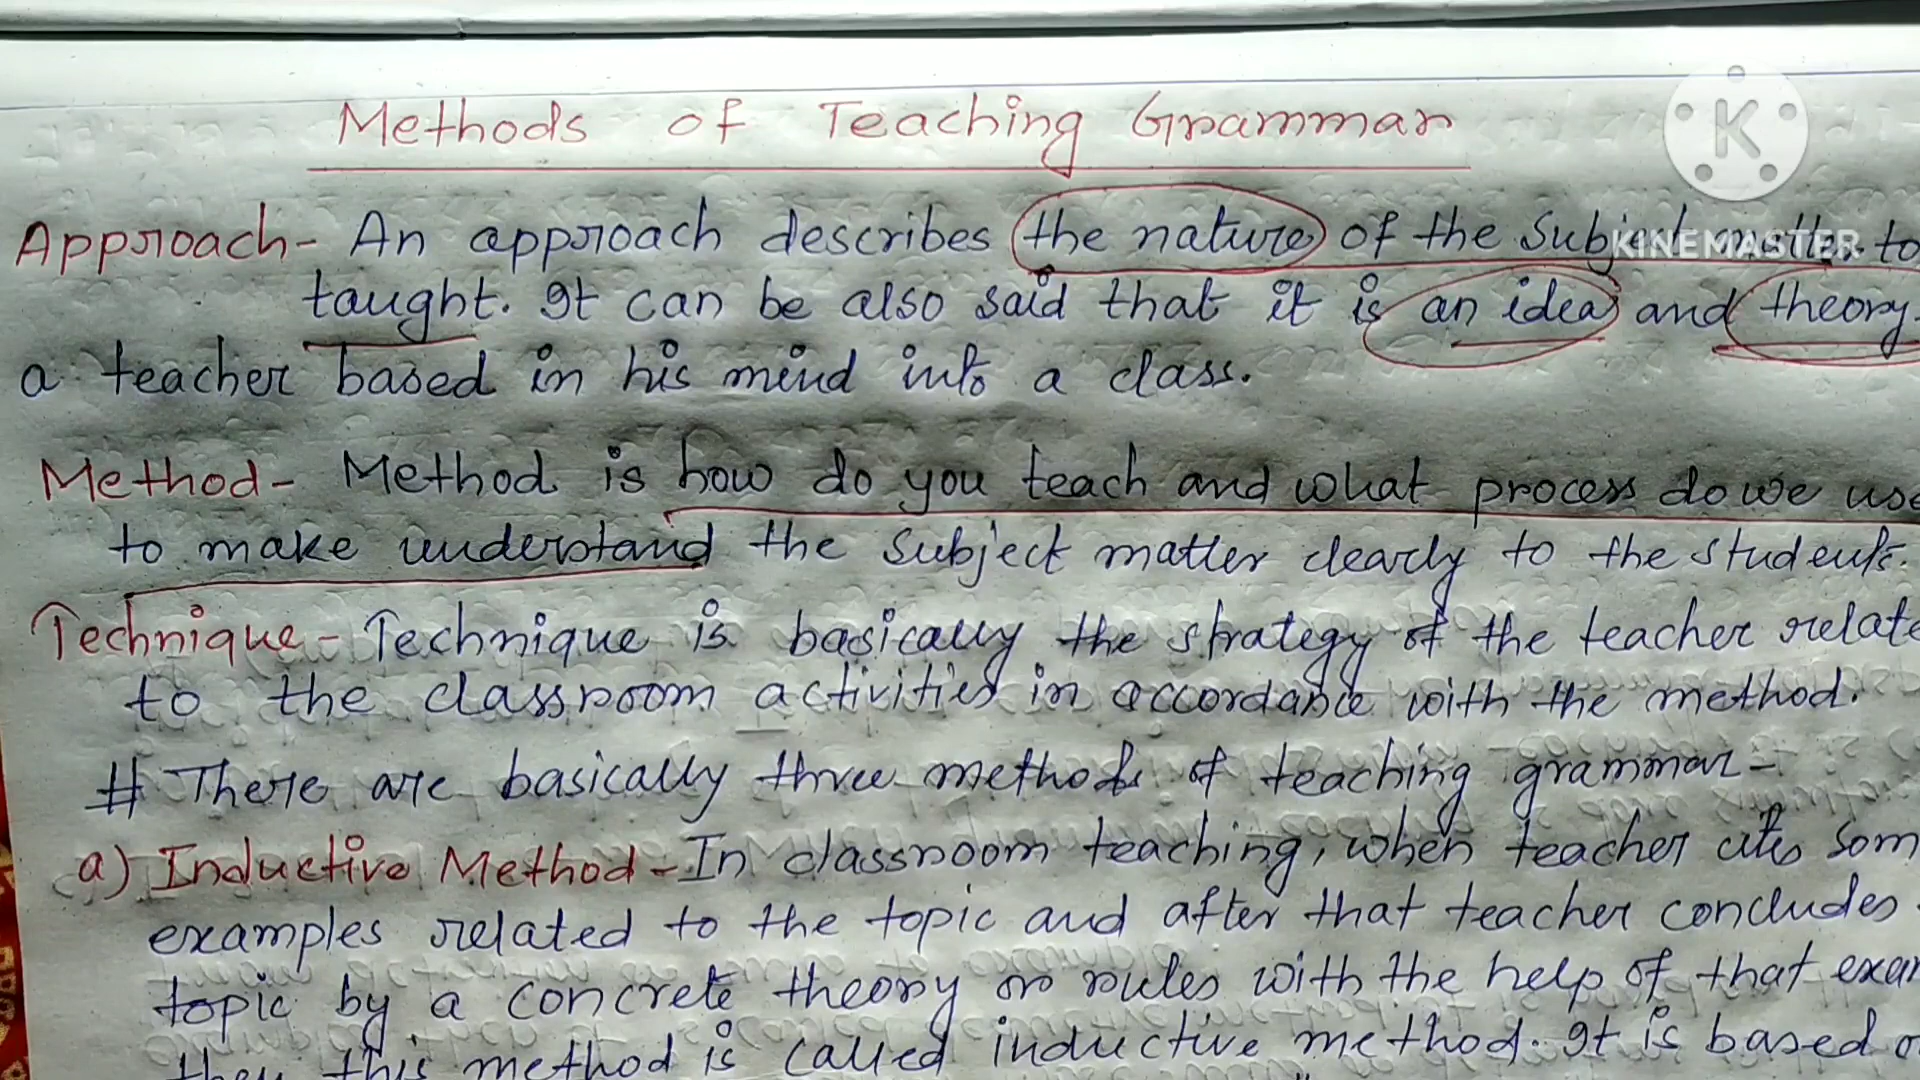 Methods of Teaching Grammar
K
KINEMASTER
Approach- An approach describes the nature of the Subject matter to
taught. It can be also said that it is an idea and theory.
a teacher based in his mind into a class.
Method- Method is how do you teach and what process do we use
to make understand the Subject matter clearly to the students.
Technique- Technique is basically the strategy of the teacher relate
to the classroom activities in accordance with the method.
# There are basically three methods of teaching grammar-
a) Inductive Method- In classroom teaching, when teacher cites Som
examples related to the topic and after that teacher concludes
topic by a concrete theory or rules with the help of that exam
then this method is called inductive method. It is based o